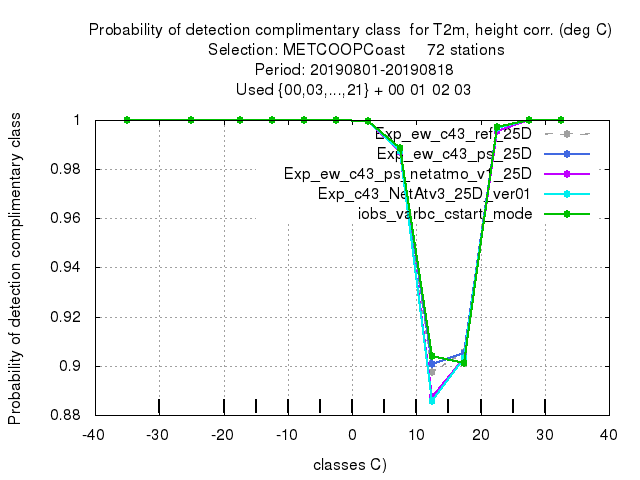 Probability of detection complimentary class  for T2m, height corr. (deg C)
Selection: METCOOPCoast     72 stations
Period: 20190801-20190818
Used {00,03,...,21} + 00 01 02 03
Probability of detection complimentary class
1
0.98
0.96
0.94
0.92
0.9
0.88
Exp_ew_c43_ref_25D
Exp_ew_c43_ps_25D
Exp_ew_c43_ps_netatmo_v1_25D
Exp_c43_NetAtv3_25D_ver01
iobs_varbc_cstart_mode
-40 -30 -20 -10 0 10 20 30 40
classes C)